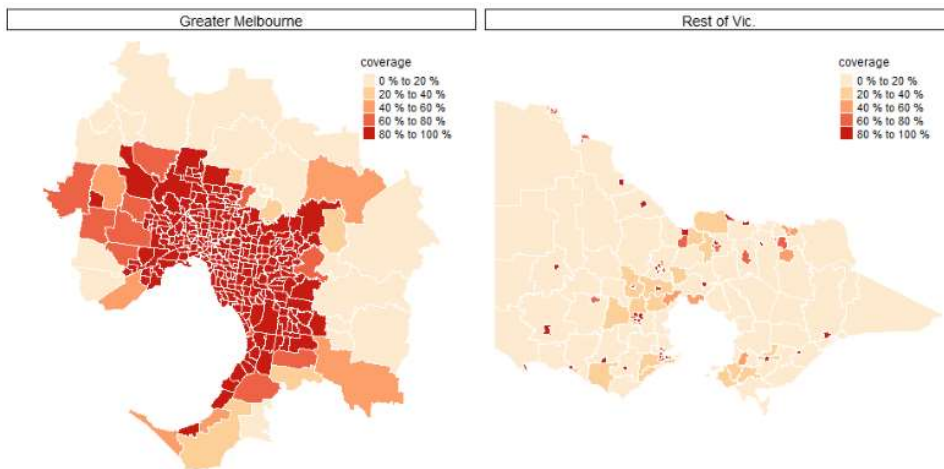 Greater Melbourne
coverage
0 % to 20 %
20 % to 40 %
40 % to 60 %
60 % to 80 %
80 % to 100 %
Rest of Vic.
coverage
0 % to 20 %
20 % to 40 %
40 % to 60 %
60 % to 80 %
80 % to 100 %